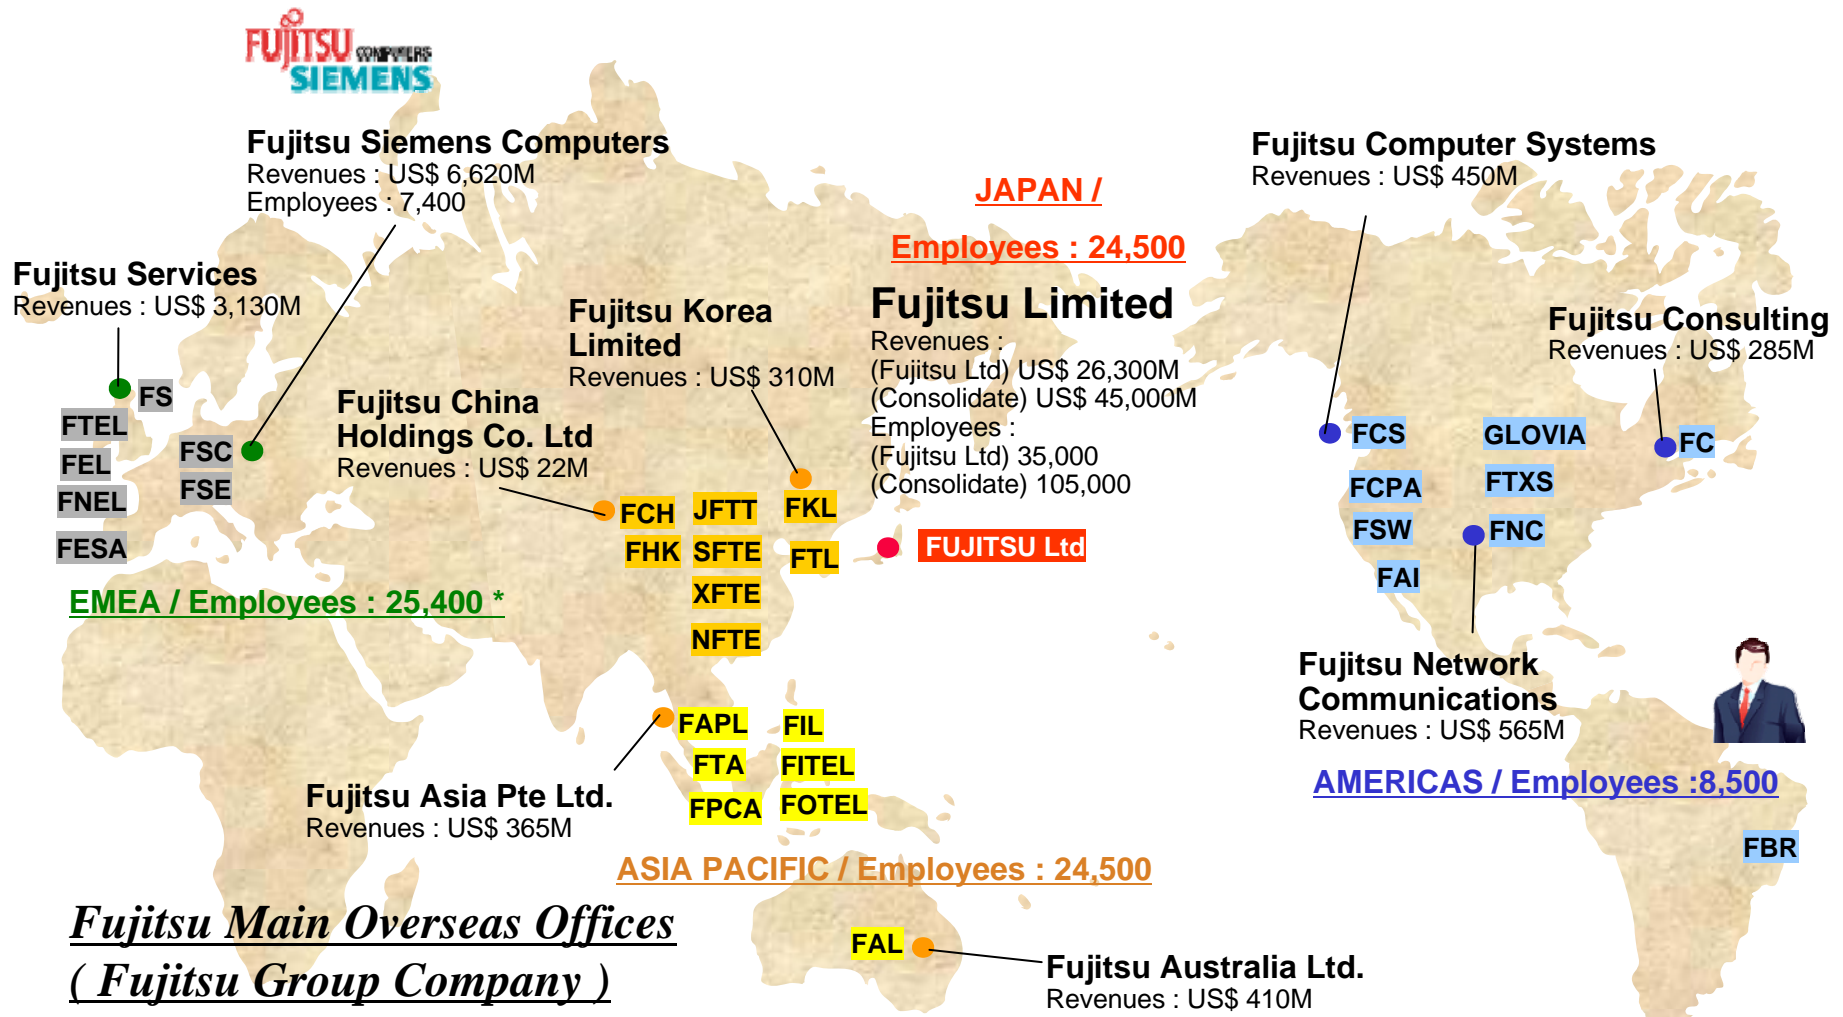 FUJITSU COMPUTERS
SIEMENS
Fujitsu Siemens Computers
Revenues : US$ 6,620M
Employees : 7,400
Fujitsu Services
Revenues : US$ 3,130M
JAPAN /
Employees : 24,500
Fujitsu Limited
Revenues :
(Fujitsu Ltd) US$ 26,300M
(Consolidate) US$ 45,000M
Employees :
(Fujitsu Ltd) 35,000
(Consolidate) 105,000
FUJITSU Ltd
Fujitsu Computer Systems
Revenues : US$ 450M
Fujitsu Consulting
Revenues : US$ 285M
Fujitsu Korea
Limited
Revenues : US$ 310M
Fujitsu China
Holdings Co. Ltd
Revenues : US$ 22M
FS
FTEL
FEL
FNEL
FESA
FSC
FSE
EMEA / Employees : 25,400 *
FCH
FHK
JFTT
SFTE
XFTE
NFTE
FKL
FTL
FCS
FCPA
FSW
FAI
GLOVIA
FTXS
FNC
FC
Fujitsu Network
Communications
Revenues : US$ 565M
AMERICAS / Employees :8,500
FBR
FAPL
FTA
FPCA
FIL
FITEL
FOTEL
Fujitsu Asia Pte Ltd.
Revenues : US$ 365M
ASIA PACIFIC / Employees : 24,500
FAL
Fujitsu Australia Ltd.
Revenues : US$ 410M
Fujitsu Main Overseas Offices
( Fujitsu Group Company )